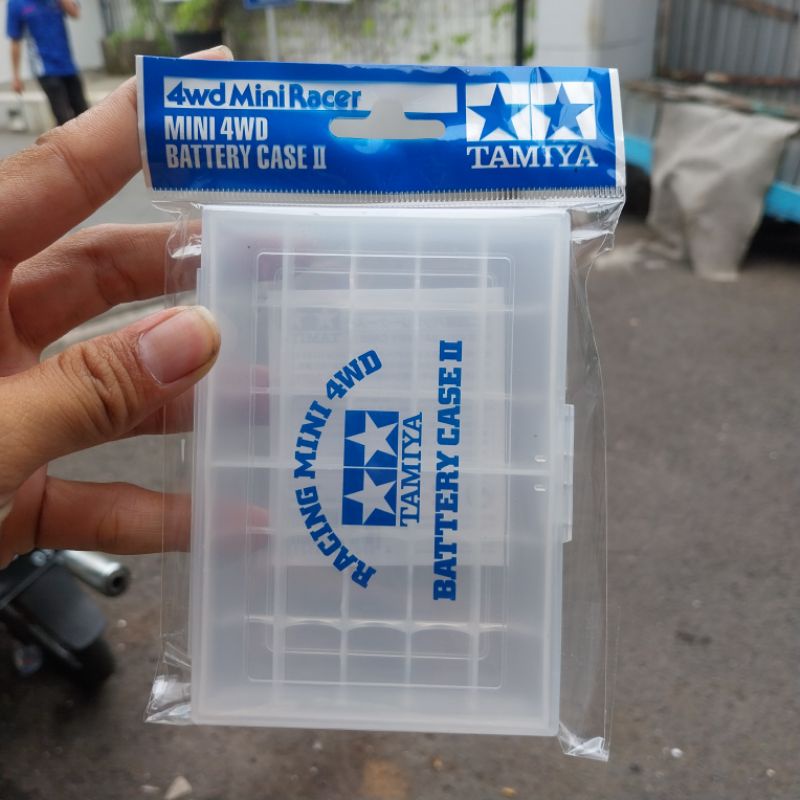 4wd Mini Racer
MINI 4WD
BATTERY CASE II
TAMIYA
RACING MINI 4WD
TAMIYA
BATTERY CASE II